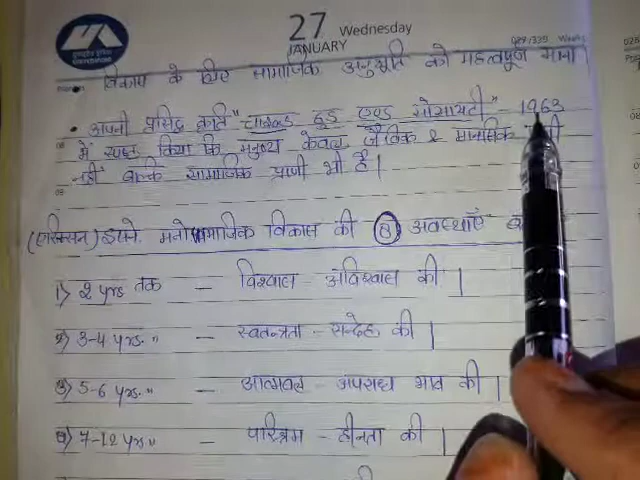 27 Wednesday
JANUARY
विकास के लिए सामाजिक अनुभूति को महत्वपूर्ण माना
• अपनी प्रसिद्ध कृति "चाइल्ड हुड एण्ड सोसायटी" - 1963
में स्पष्ट किया कि मनुष्य केवल जैविक & मानसिक
नहीं बल्कि सामाजिक प्राणी भी है।
(एरिक्सन) इसने मनोसामाजिक विकास की ⑧ अवस्थाएँ
1) 2 yrs तक - विश्वास - अविश्वास की |
2) 3-4 yrs. " - स्वतन्त्रता - सन्देह की |
3) 5-6 yrs. " - आत्मबल - अपराध भाव की |
4) 7-12 yrs " - परिश्रम - हीनता की |